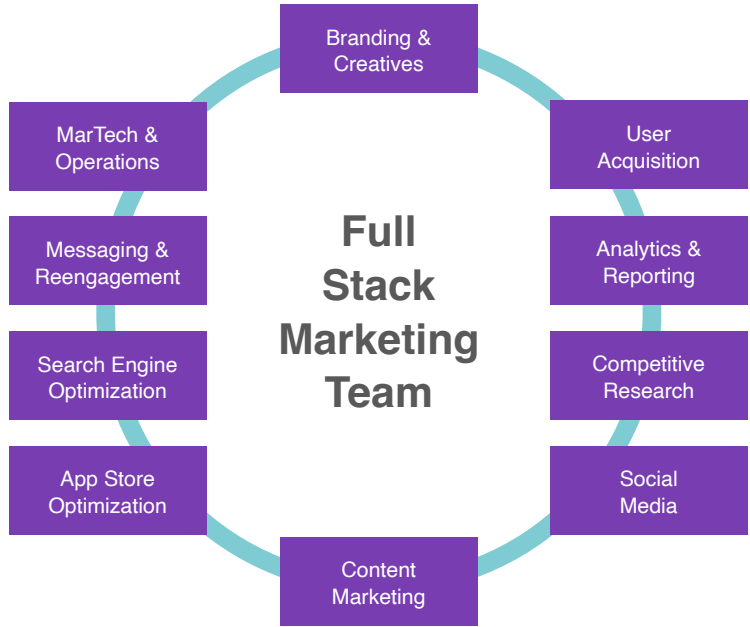 Branding &
Creatives
MarTech &
Operations
User
Acquisition
Messaging &
Reengagement
Full
Stack
Marketing
Team
Analytics &
Reporting
Search Engine
Optimization
Competitive
Research
App Store
Optimization
Social
Media
Content
Marketing